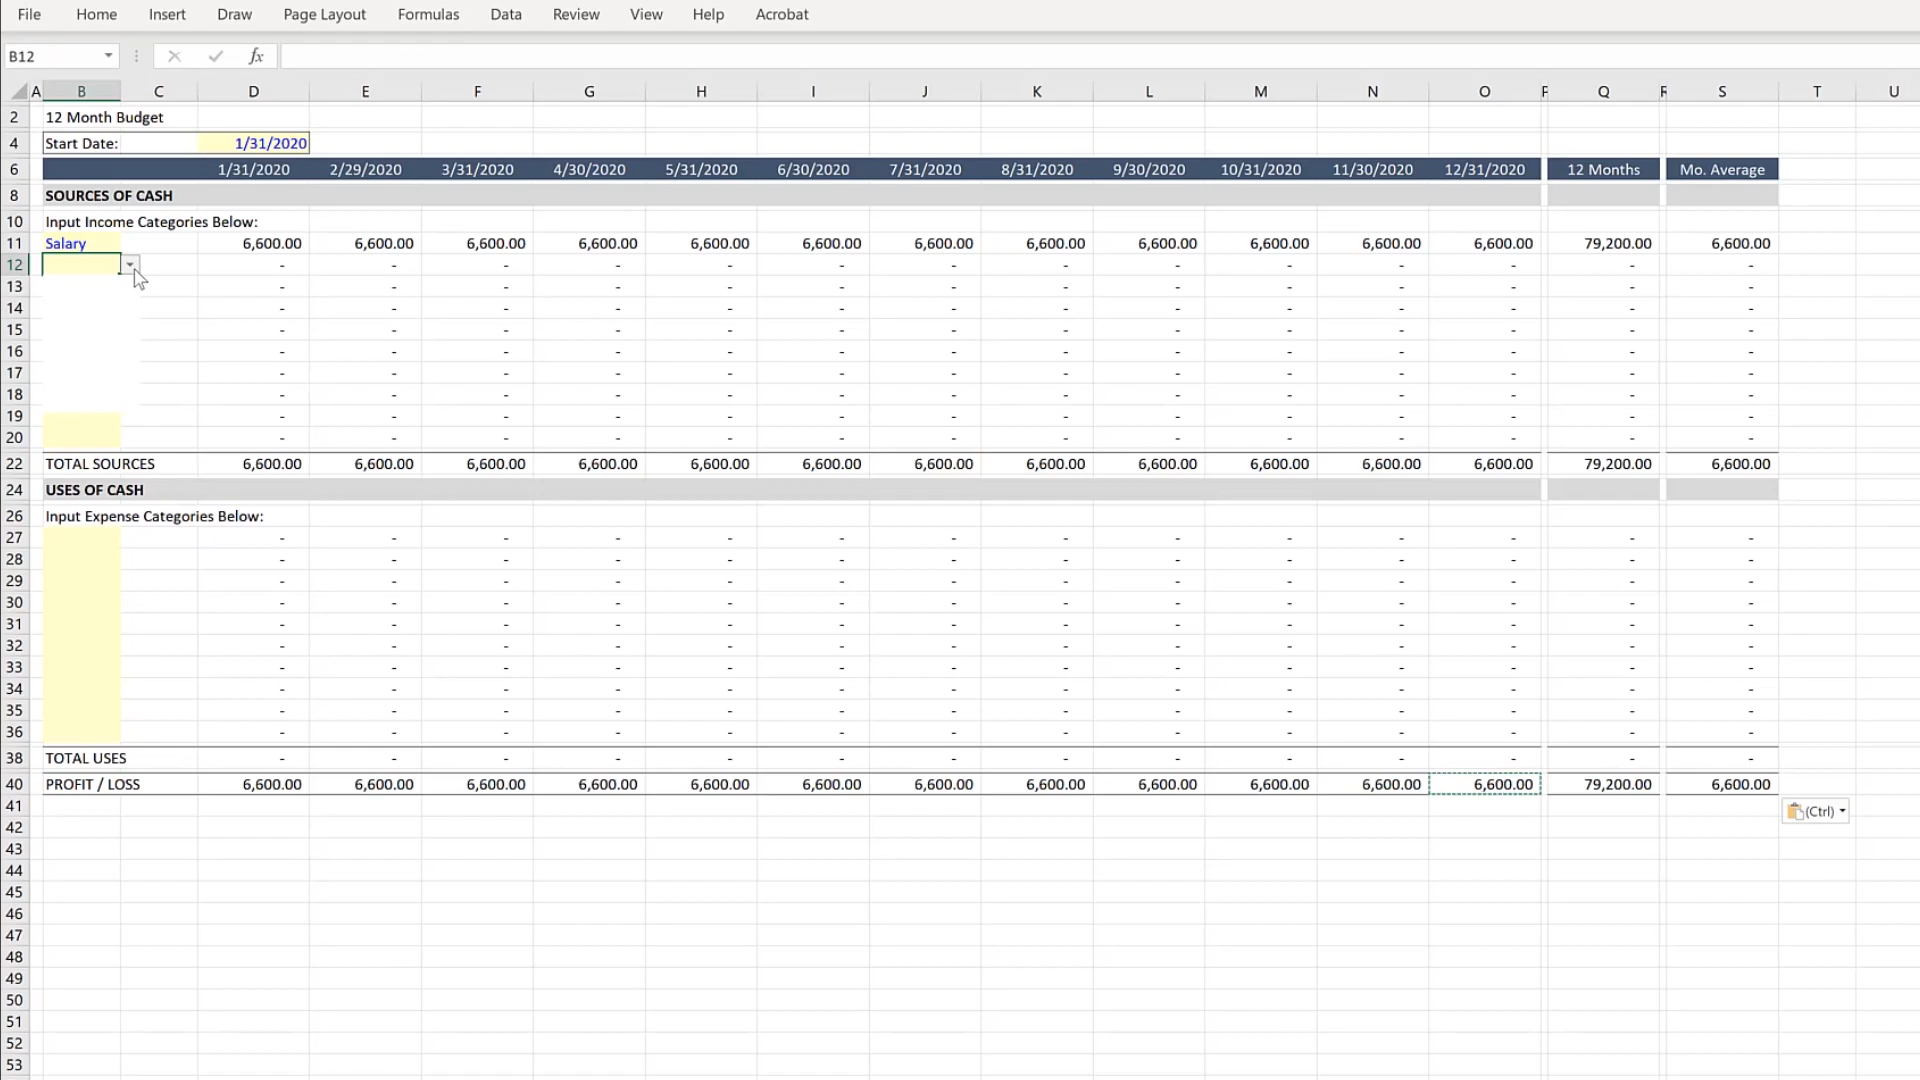 File Home Insert Draw Page Layout Formulas Data Review View Help Acrobat
B12 fx
A B C D E F G H I J K L M N O P Q R S T U
2 12 Month Budget
4 Start Date: 1/31/2020
6 1/31/2020 2/29/2020 3/31/2020 4/30/2020 5/31/2020 6/30/2020 7/31/2020 8/31/2020 9/30/2020 10/31/2020 11/30/2020 12/31/2020 12 Months Mo. Average
8 SOURCES OF CASH
10 Input Income Categories Below:
11 Salary 6,600.00 6,600.00 6,600.00 6,600.00 6,600.00 6,600.00 6,600.00 6,600.00 6,600.00 6,600.00 6,600.00 6,600.00 79,200.00 6,600.00
12 - - - - - - - - - - - - - -
13 - - - - - - - - - - - - - -
14 - - - - - - - - - - - - - -
15 - - - - - - - - - - - - - -
16 - - - - - - - - - - - - - -
17 - - - - - - - - - - - - - -
18 - - - - - - - - - - - - - -
19 - - - - - - - - - - - - - -
20 - - - - - - - - - - - - - -
22 TOTAL SOURCES 6,600.00 6,600.00 6,600.00 6,600.00 6,600.00 6,600.00 6,600.00 6,600.00 6,600.00 6,600.00 6,600.00 6,600.00 79,200.00 6,600.00
24 USES OF CASH
26 Input Expense Categories Below:
27 - - - - - - - - - - - - - -
28 - - - - - - - - - - - - - -
29 - - - - - - - - - - - - - -
30 - - - - - - - - - - - - - -
31 - - - - - - - - - - - - - -
32 - - - - - - - - - - - - - -
33 - - - - - - - - - - - - - -
34 - - - - - - - - - - - - - -
35 - - - - - - - - - - - - - -
36 - - - - - - - - - - - - - -
38 TOTAL USES - - - - - - - - - - - - - -
40 PROFIT / LOSS 6,600.00 6,600.00 6,600.00 6,600.00 6,600.00 6,600.00 6,600.00 6,600.00 6,600.00 6,600.00 6,600.00 6,600.00 79,200.00 6,600.00
41 (Ctrl)
42
43
44
45
46
47
48
49
50
51
52
53